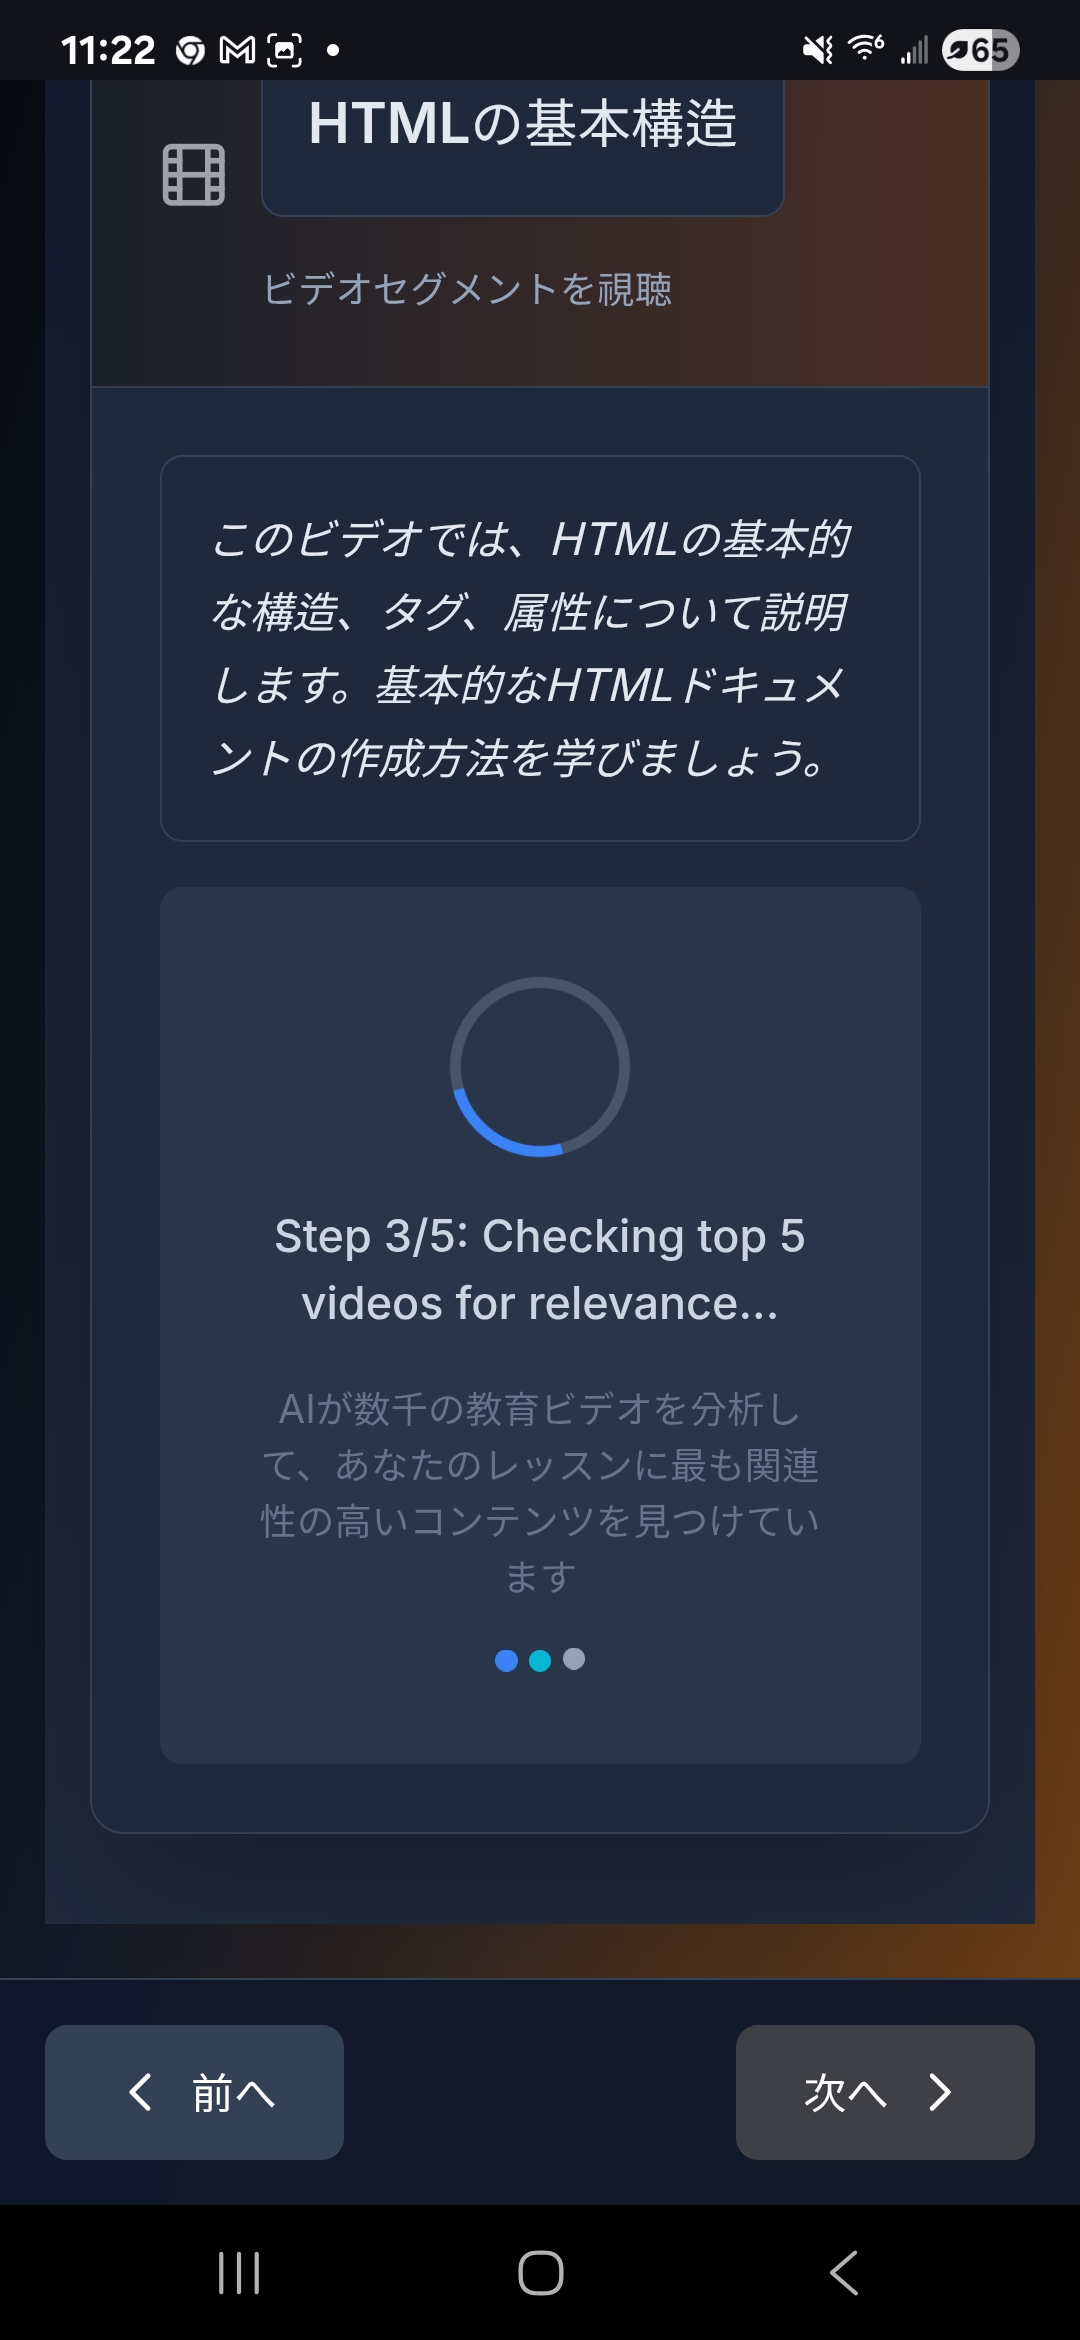 11:22
6
65
HTMLの基本構造
ビデオセグメントを視聴
このビデオでは、HTMLの基本的
な構造、タグ、属性について説明
します。基本的なHTMLドキュメ
ントの作成方法を学びましょう。
Step 3/5: Checking top 5
videos for relevance...
AIが数千の教育ビデオを分析し
て、あなたのレッスンに最も関連
性の高いコンテンツを見つけてい
ます
前へ
次へ